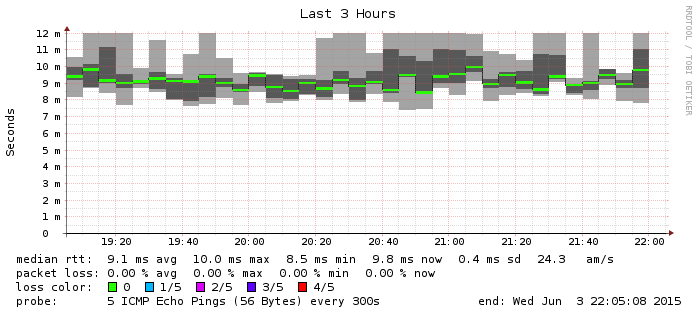 Last 3 Hours
RRDTOOL / TOBI OETIKER
Seconds
12 m
11 m
10 m
9 m
8 m
7 m
6 m
5 m
4 m
3 m
2 m
1 m
0
19:20 19:40 20:00 20:20 20:40 21:00 21:20 21:40 22:00
median rtt: 9.1 ms avg 10.0 ms max 8.5 ms min 9.8 ms now 0.4 ms sd 24.3 am/s
packet loss: 0.00 % avg 0.00 % max 0.00 % min 0.00 % now
loss color: 0 1/5 2/5 3/5 4/5
probe: 5 ICMP Echo Pings (56 Bytes) every 300s end: Wed Jun 3 22:05:08 2015